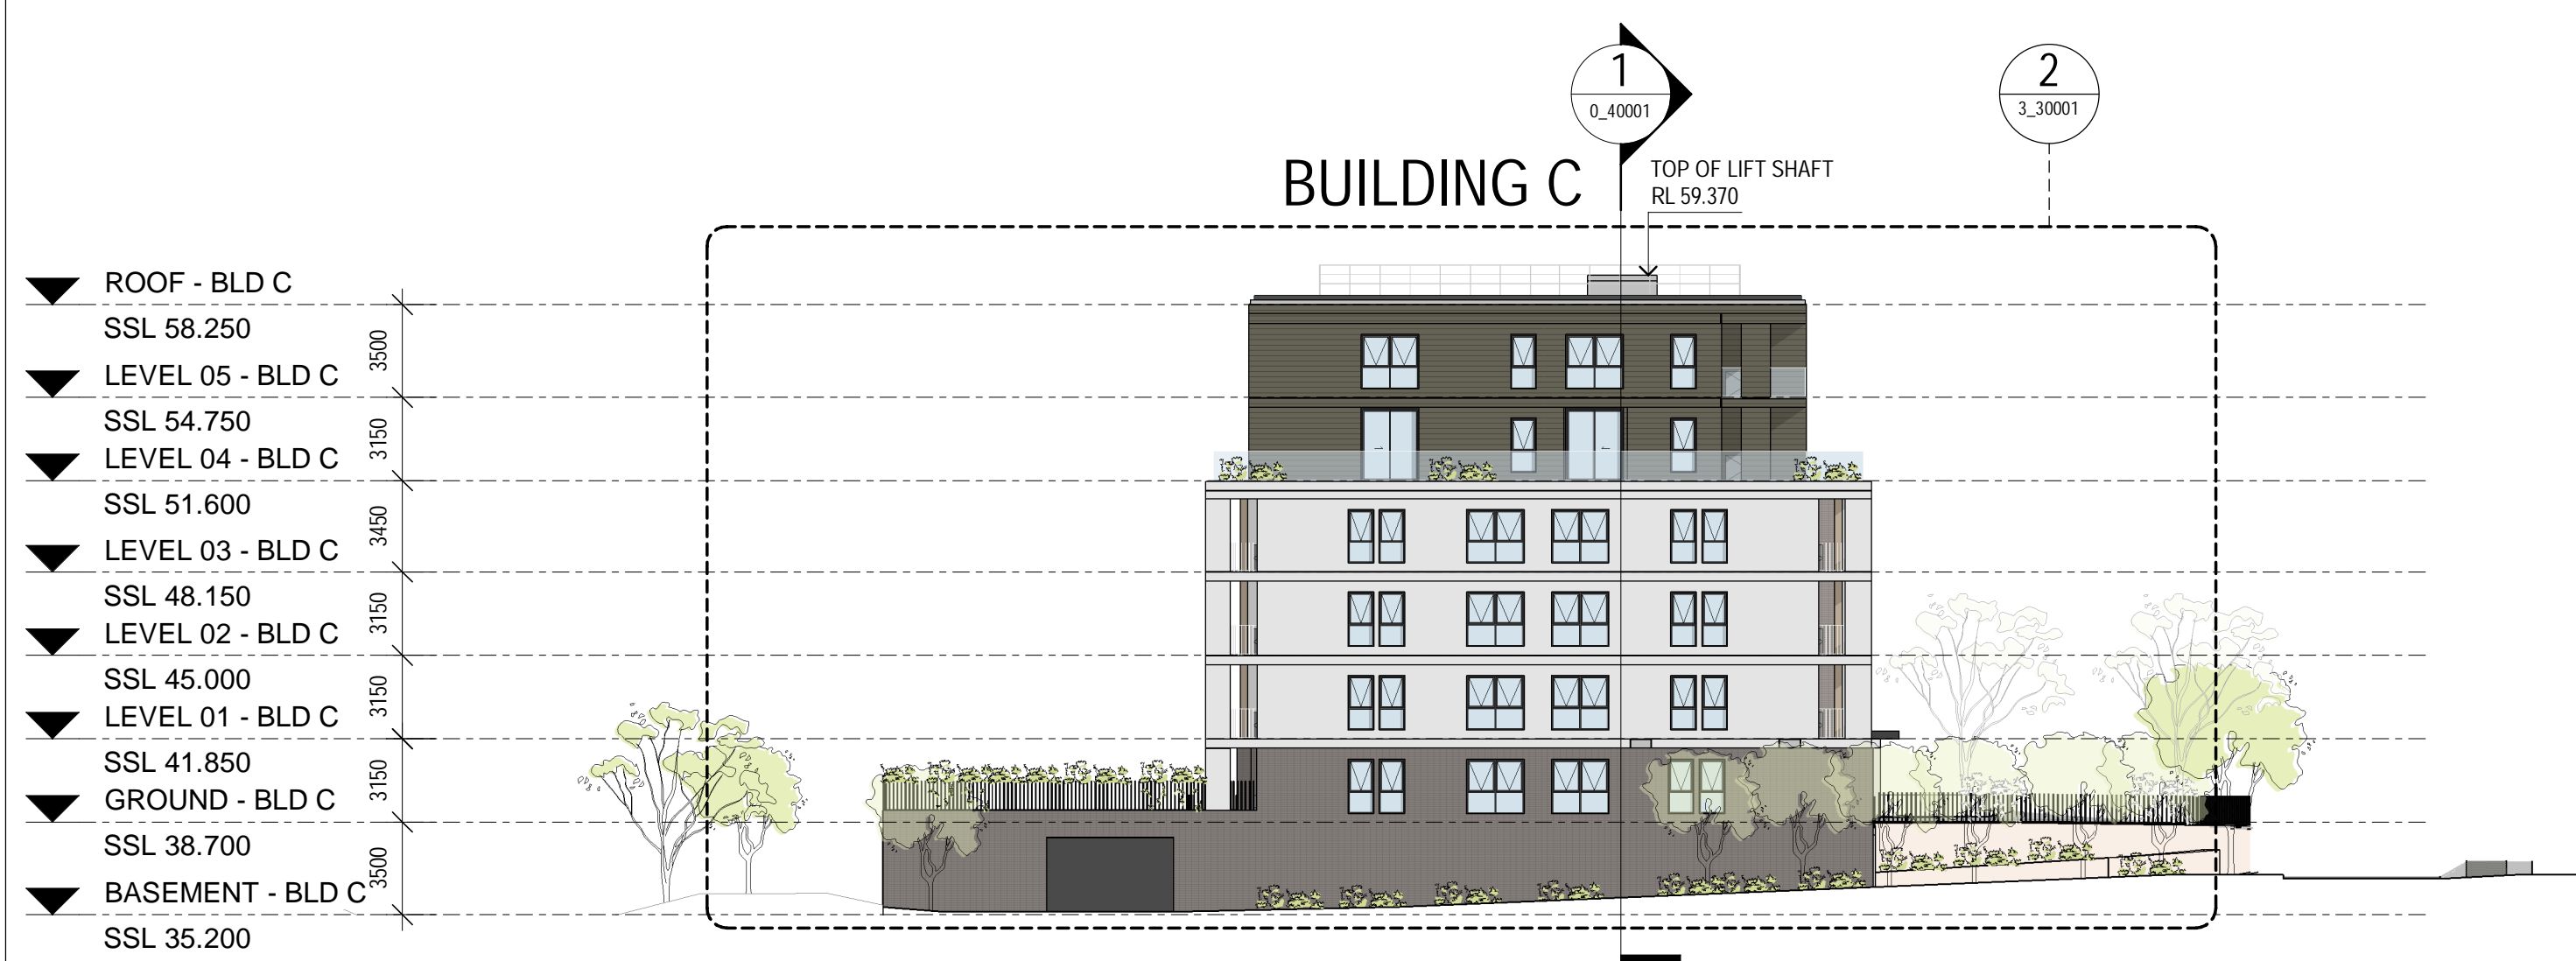 1
0_40001
2
3_30001
BUILDING C
TOP OF LIFT SHAFT
RL 59.370
ROOF - BLD C
SSL 58.250
3500
LEVEL 05 - BLD C
SSL 54.750
3150
LEVEL 04 - BLD C
SSL 51.600
3450
LEVEL 03 - BLD C
SSL 48.150
3150
LEVEL 02 - BLD C
SSL 45.000
3150
LEVEL 01 - BLD C
SSL 41.850
3150
GROUND - BLD C
SSL 38.700
3500
BASEMENT - BLD C
SSL 35.200